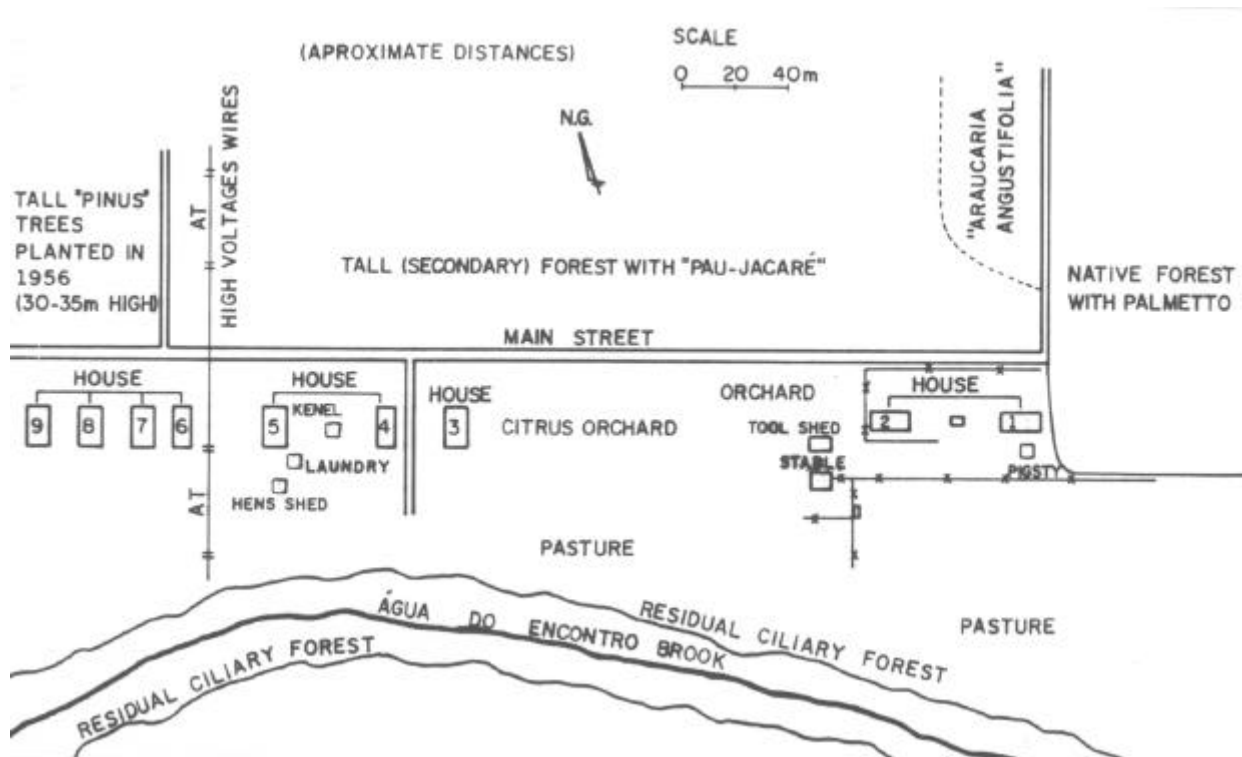 (APROXIMATE DISTANCES)
SCALE
0 20 40m
N.G.
HIGH VOLTAGES WIRES
AT
TALL "PINUS"
TREES
PLANTED IN
1956
(30-35m HIGH)
"ARAUCARIA
ANGUSTIFOLIA"
TALL (SECONDARY) FOREST WITH "PAU-JACARÉ"
NATIVE FOREST
WITH PALMETTO
MAIN STREET
HOUSE
9 8 7 6
HOUSE
KENEL
5 4
LAUNDRY
HENS SHED
AT
HOUSE
3
CITRUS ORCHARD
ORCHARD
TOOL SHED
STABLE
HOUSE
2 1
PIGSTY
PASTURE
PASTURE
RESIDUAL CILIARY FOREST
ÁGUA DO ENCONTRO BROOK
RESIDUAL CILIARY FOREST